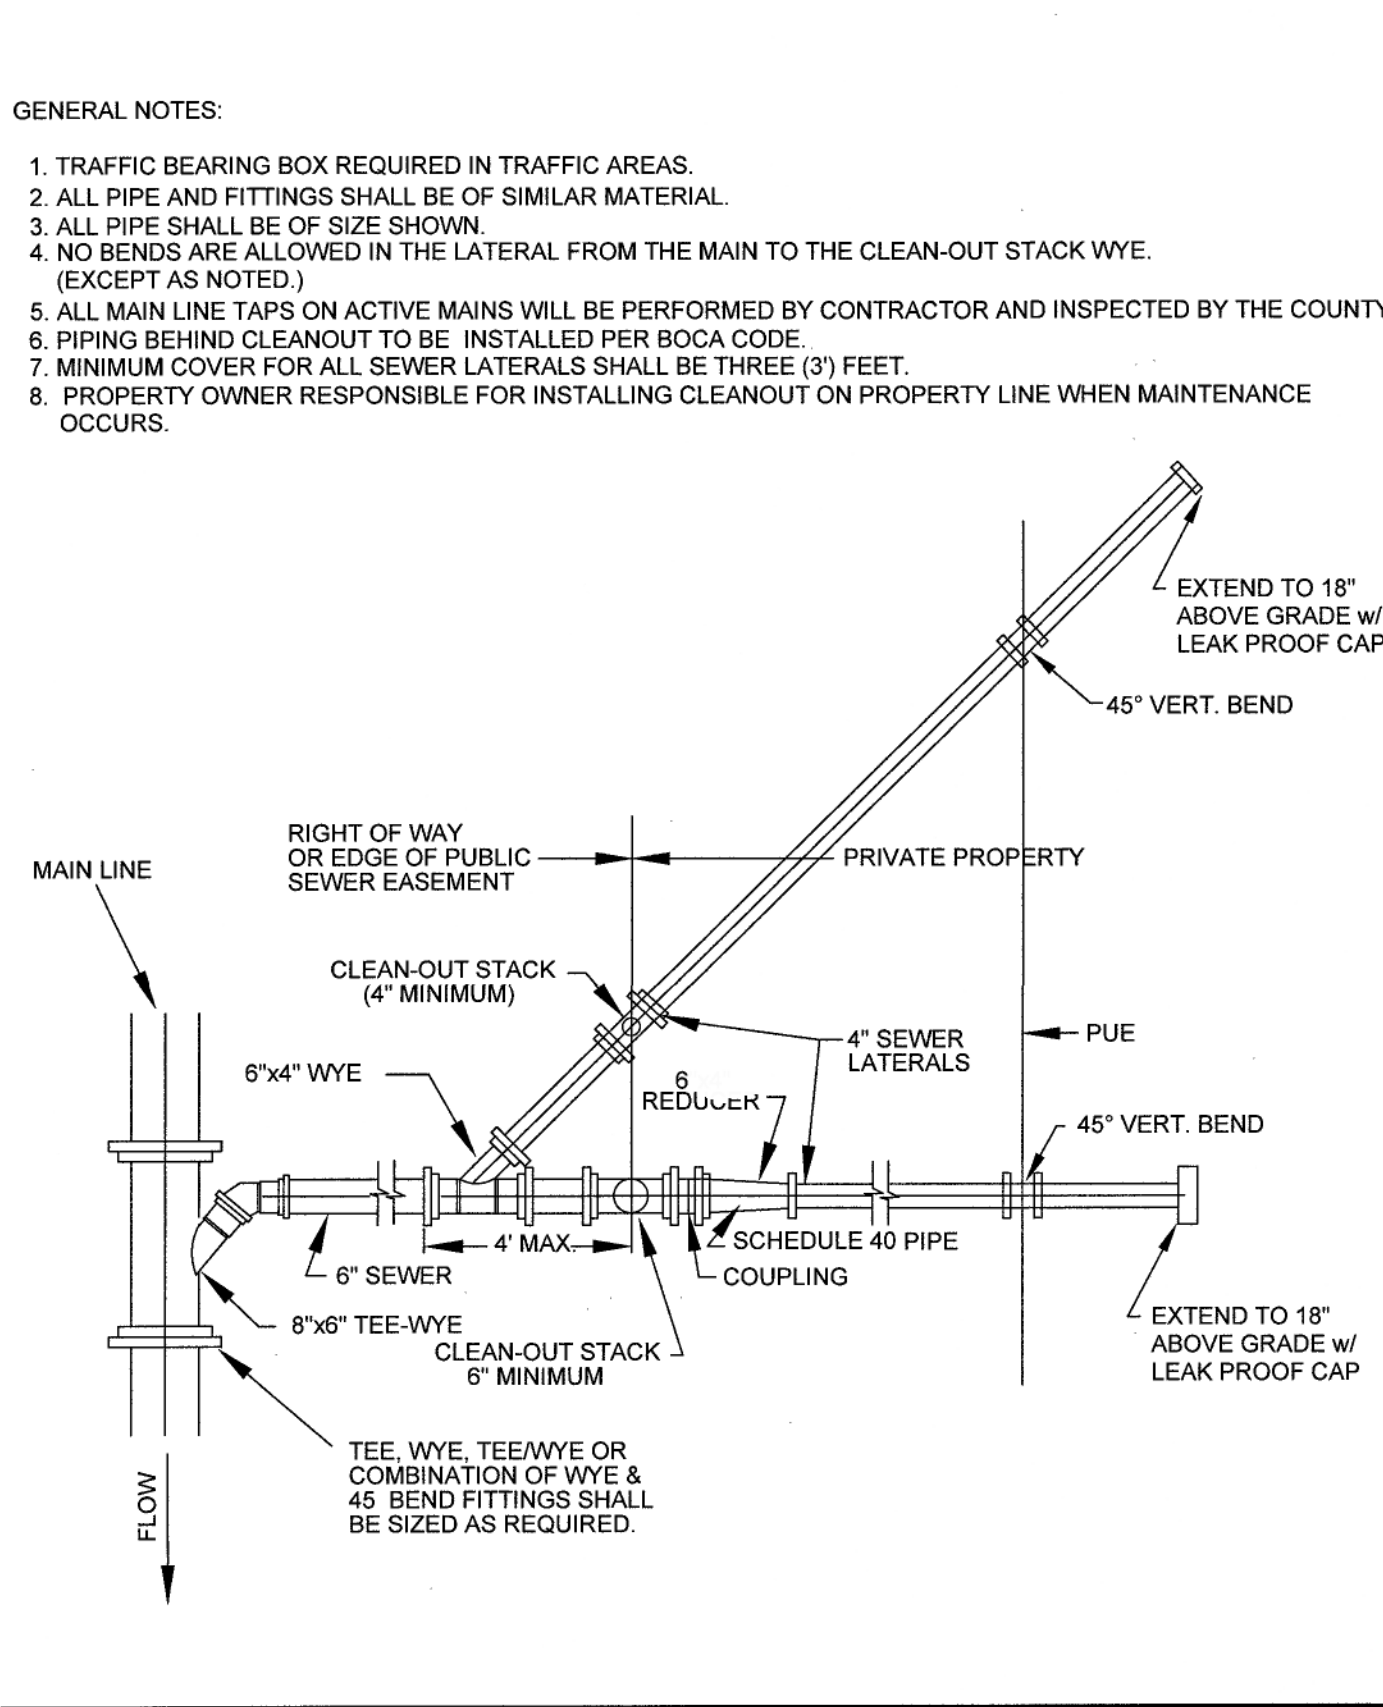 GENERAL NOTES:
1. TRAFFIC BEARING BOX REQUIRED IN TRAFFIC AREAS.
2. ALL PIPE AND FITTINGS SHALL BE OF SIMILAR MATERIAL.
3. ALL PIPE SHALL BE OF SIZE SHOWN.
4. NO BENDS ARE ALLOWED IN THE LATERAL FROM THE MAIN TO THE CLEAN-OUT STACK WYE.
(EXCEPT AS NOTED.)
5. ALL MAIN LINE TAPS ON ACTIVE MAINS WILL BE PERFORMED BY CONTRACTOR AND INSPECTED BY THE COUNTY
6. PIPING BEHIND CLEANOUT TO BE INSTALLED PER BOCA CODE.
7. MINIMUM COVER FOR ALL SEWER LATERALS SHALL BE THREE (3') FEET.
8. PROPERTY OWNER RESPONSIBLE FOR INSTALLING CLEANOUT ON PROPERTY LINE WHEN MAINTENANCE
OCCURS.
EXTEND TO 18"
ABOVE GRADE w/
LEAK PROOF CAP
45° VERT. BEND
RIGHT OF WAY
OR EDGE OF PUBLIC
SEWER EASEMENT
PRIVATE PROPERTY
MAIN LINE
CLEAN-OUT STACK
(4" MINIMUM)
4" SEWER
LATERALS
PUE
6"x4" WYE
6
REDUCER
45° VERT. BEND
4' MAX.
SCHEDULE 40 PIPE
6" SEWER
COUPLING
8"x6" TEE-WYE
CLEAN-OUT STACK
6" MINIMUM
EXTEND TO 18"
ABOVE GRADE w/
LEAK PROOF CAP
TEE, WYE, TEE/WYE OR
COMBINATION OF WYE &
45 BEND FITTINGS SHALL
BE SIZED AS REQUIRED.
FLOW